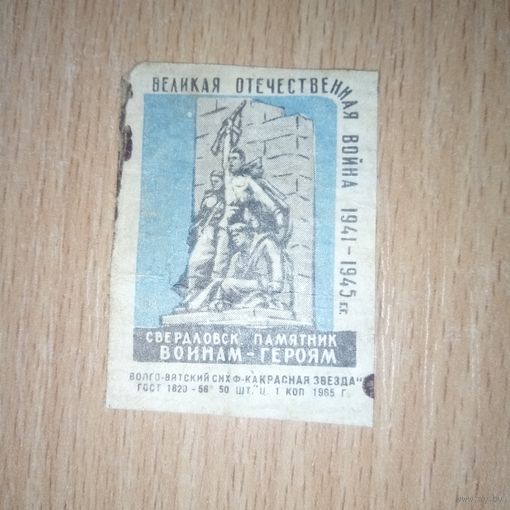 ВЕЛИКАЯ ОТЕЧЕСТВЕННАЯ ВОЙНА 1941-1945 г.г.
СВЕРДЛОВСК. ПАМЯТНИК
ВОИНАМ-ГЕРОЯМ
ВОЛГО-ВЯТСКИЙ СНХ Ф-КА "КРАСНАЯ ЗВЕЗДА"
ГОСТ 1820-56 50 ШТ. Ц. 1 КОП 1965 Г.